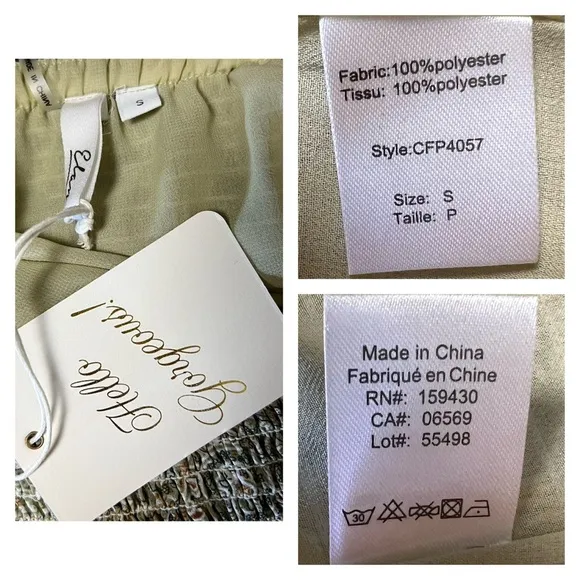 S
Hello
Gorgeous!
Fabric:100%polyester
Tissu: 100%polyester
Style:CFP4057
Size: S
Taille: P
Made in China
Fabriqué en Chine
RN#: 159430
CA#: 06569
Lot#: 55498
30